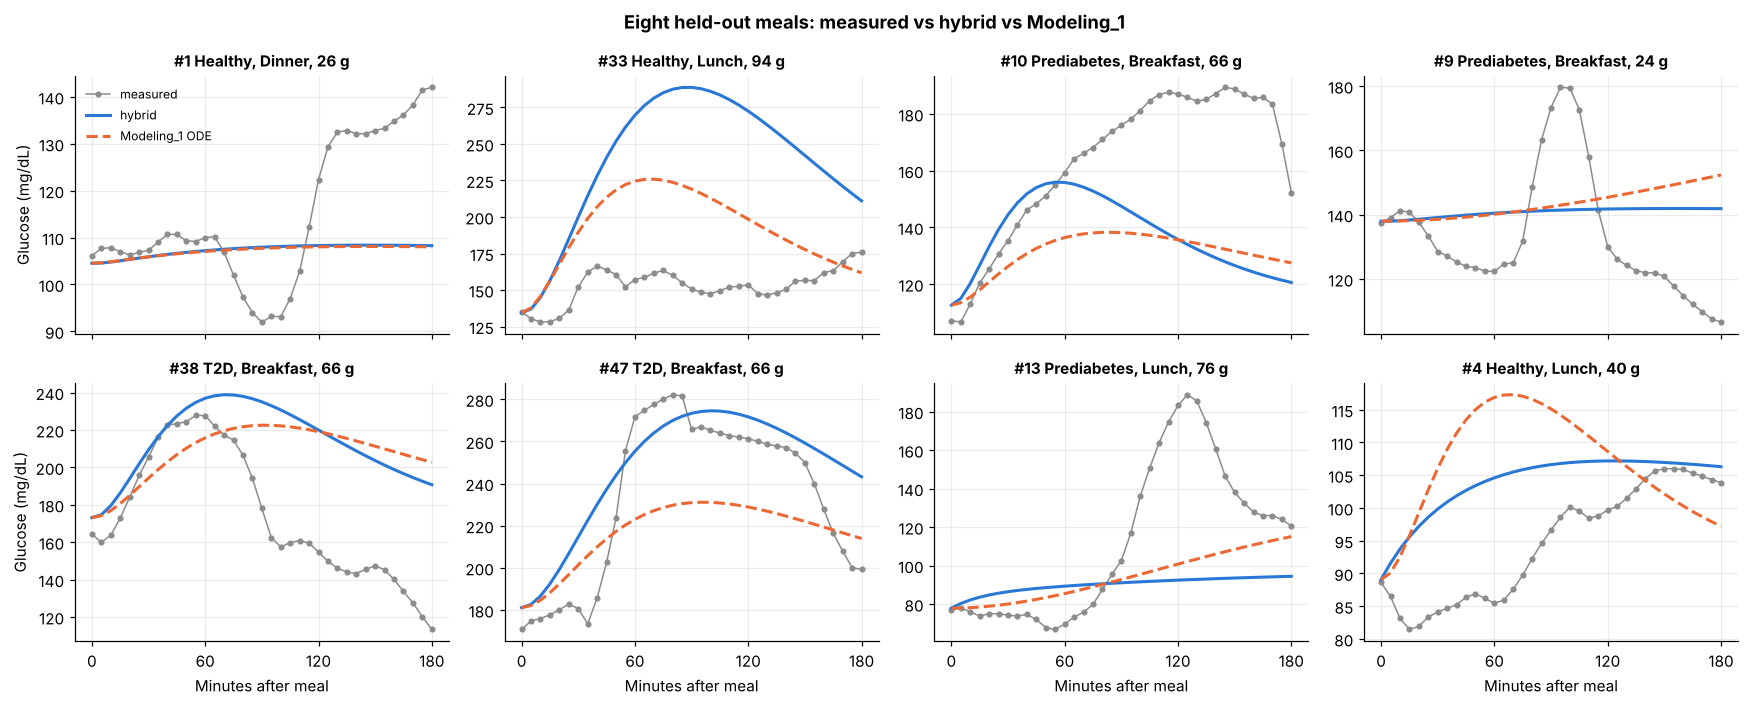 Eight held-out meals: measured vs hybrid vs Modeling_1
#1 Healthy, Dinner, 26 g
#33 Healthy, Lunch, 94 g
#10 Prediabetes, Breakfast, 66 g
#9 Prediabetes, Breakfast, 24 g
measured
hybrid
Modeling_1 ODE
Glucose (mg/dL)
140
130
120
110
100
90
275
250
225
200
175
150
125
180
160
140
120
180
160
140
120
#38 T2D, Breakfast, 66 g
#47 T2D, Breakfast, 66 g
#13 Prediabetes, Lunch, 76 g
#4 Healthy, Lunch, 40 g
Glucose (mg/dL)
240
220
200
180
160
140
120
280
260
240
220
200
180
180
160
140
120
100
80
115
110
105
100
95
90
85
80
0 60 120 180
0 60 120 180
0 60 120 180
0 60 120 180
Minutes after meal
Minutes after meal
Minutes after meal
Minutes after meal